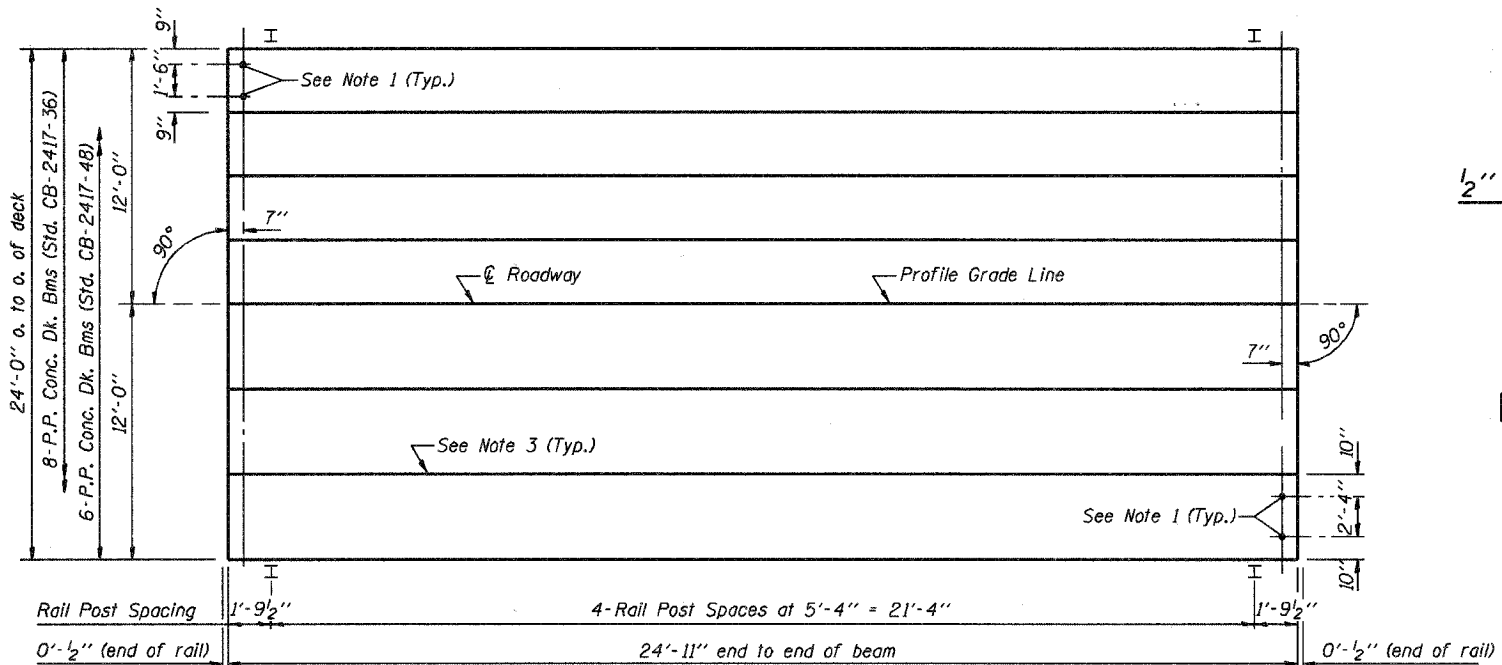 9"
1'-6"
9"
See Note 1 (Typ.)
½"
24'-0" o. to o. of deck
8-P.P. Conc. Dk. Bms (Std. CB-2417-36)
6-P.P. Conc. Dk. Bms (Std. CB-2417-48)
12'-0"
12'-0"
90°
7"
℄ Roadway
Profile Grade Line
7"
90°
See Note 3 (Typ.)
See Note 1 (Typ.)
10"
2'-4"
10"
Rail Post Spacing
1'-9½"
4-Rail Post Spaces at 5'-4" = 21'-4"
1'-9½"
0'-½" (end of rail)
24'-11" end to end of beam
0'-½" (end of rail)